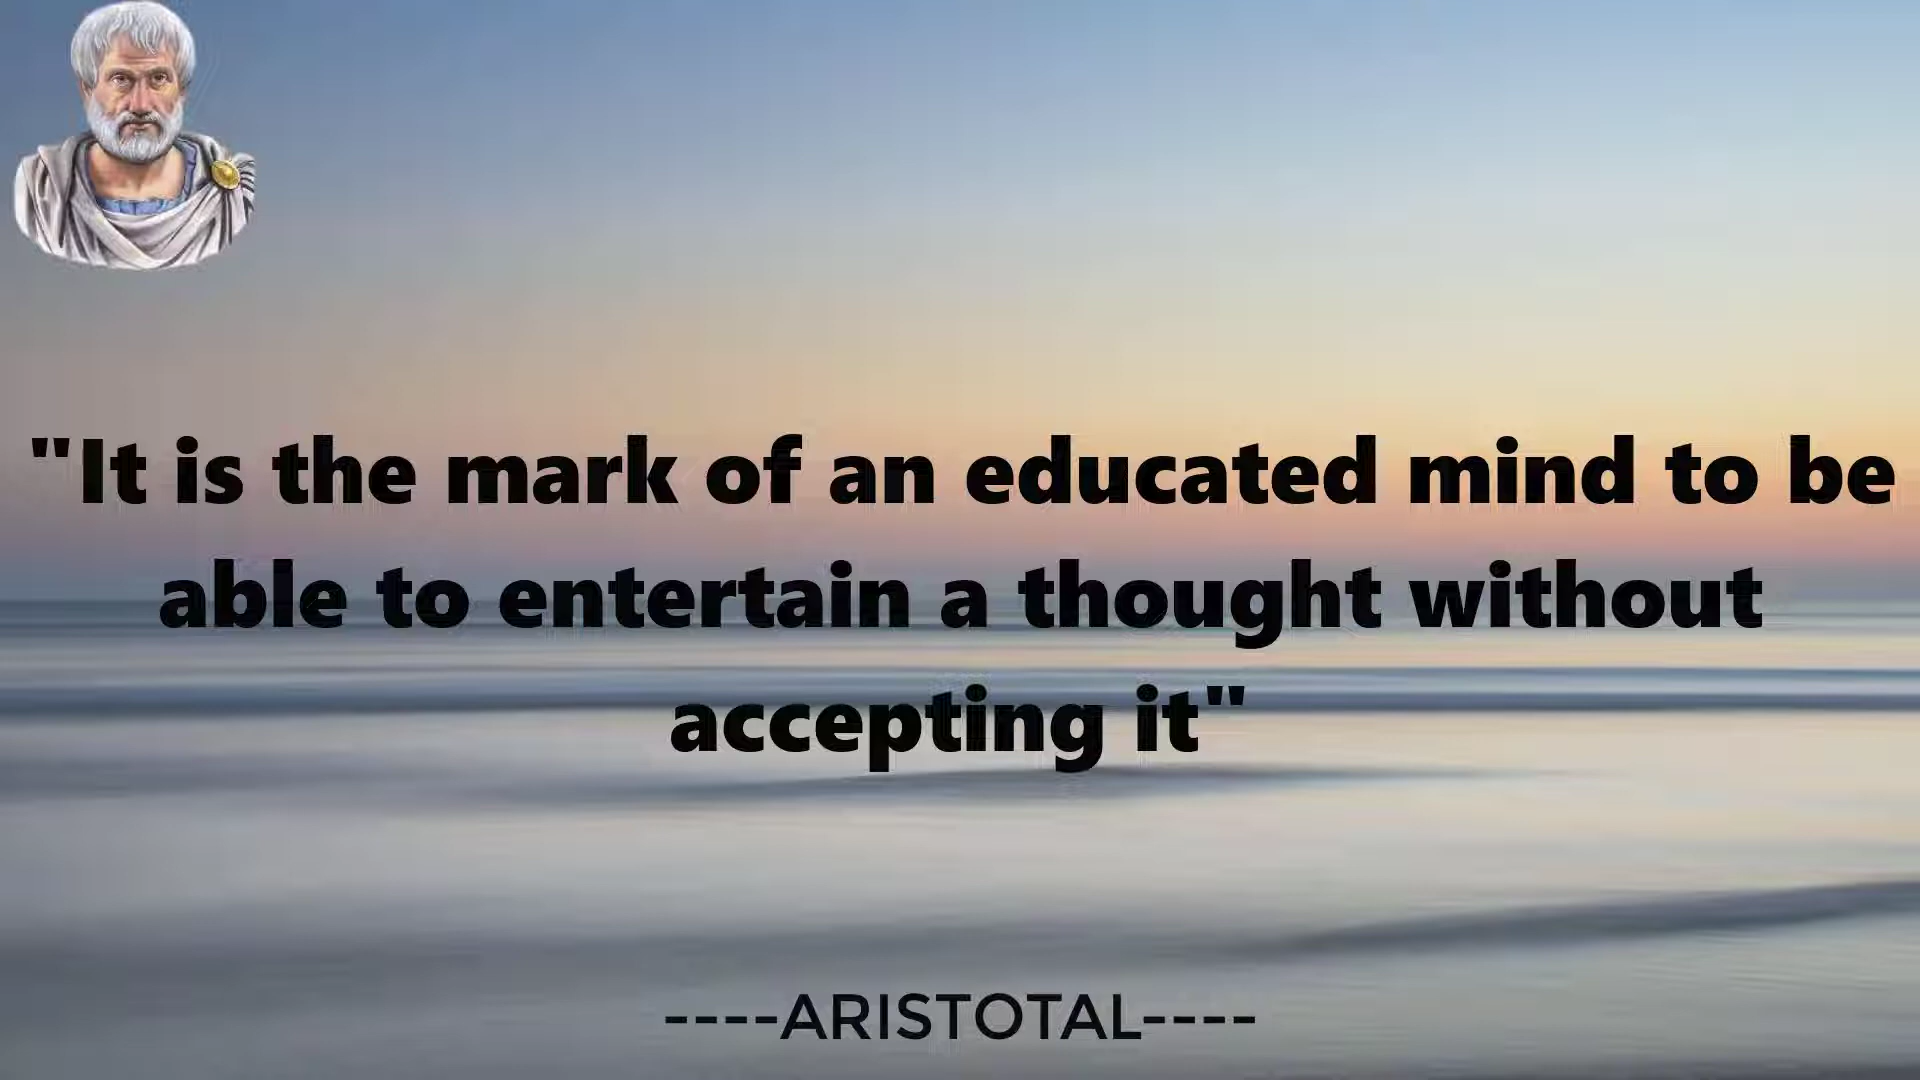 "It is the mark of an educated mind to be
able to entertain a thought without
accepting it"
----ARISTOTAL----